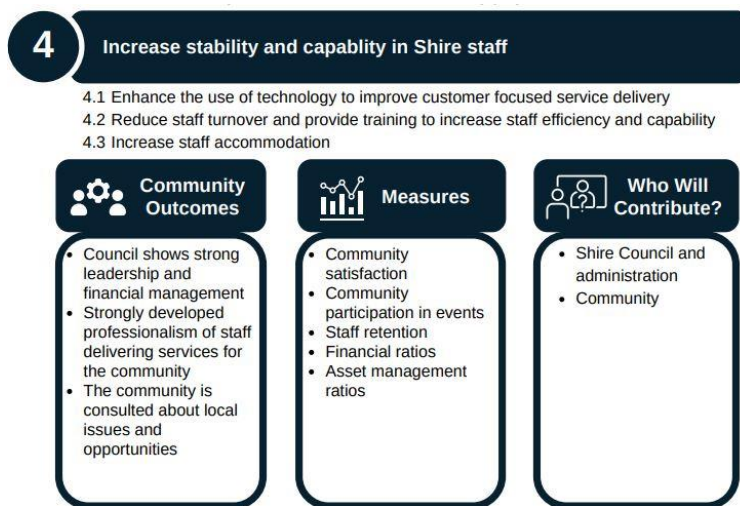 4
Increase stability and capablity in Shire staff
4.1 Enhance the use of technology to improve customer focused service delivery
4.2 Reduce staff turnover and provide training to increase staff efficiency and capability
4.3 Increase staff accommodation
Community
Outcomes
• Council shows strong
leadership and
financial management
• Strongly developed
professionalism of staff
delivering services for
the community
• The community is
consulted about local
issues and
opportunities
Measures
• Community
satisfaction
• Community
participation in events
• Staff retention
• Financial ratios
• Asset management
ratios
Who Will
Contribute?
• Shire Council and
administration
• Community